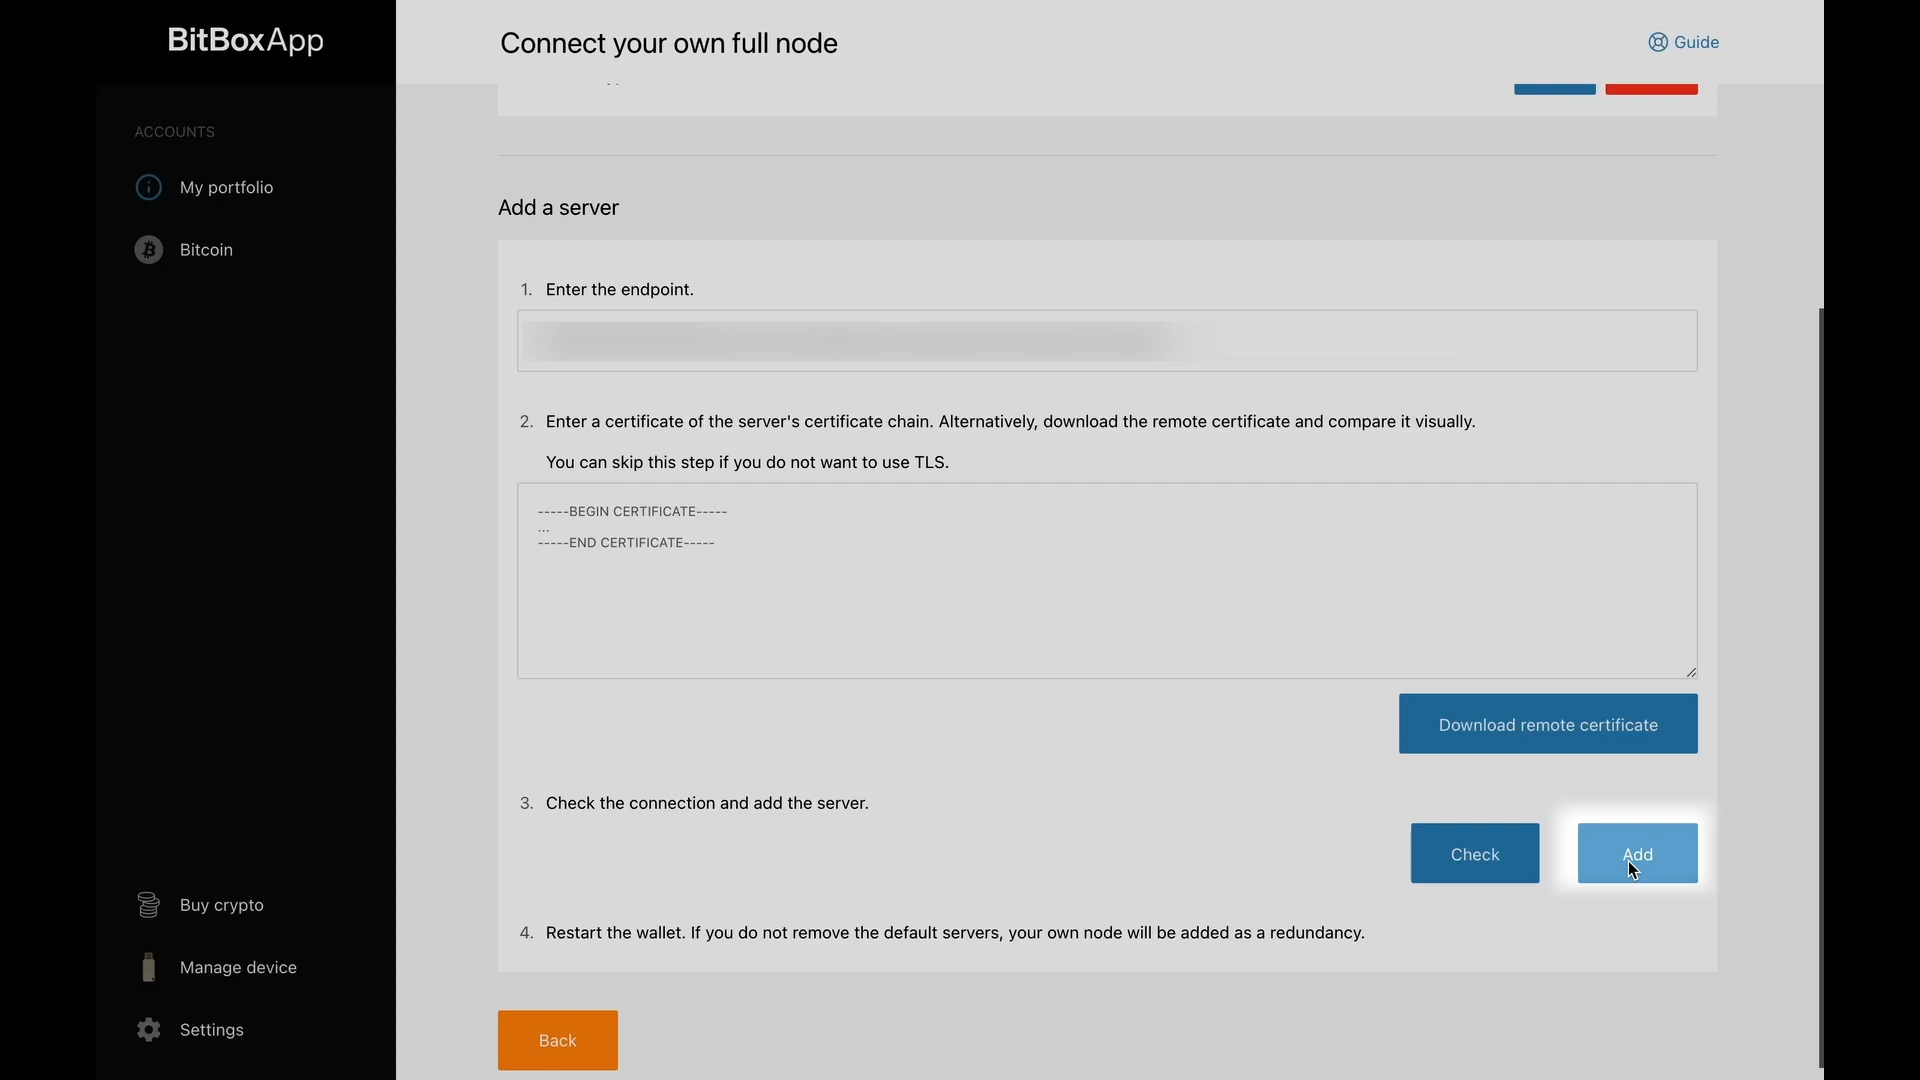 BitBoxApp
Connect your own full node
Guide
ACCOUNTS
My portfolio
Bitcoin
Add a server
1. Enter the endpoint.
2. Enter a certificate of the server's certificate chain. Alternatively, download the remote certificate and compare it visually.
You can skip this step if you do not want to use TLS.
-----BEGIN CERTIFICATE-----
...
-----END CERTIFICATE-----
Download remote certificate
3. Check the connection and add the server.
Check
Add
4. Restart the wallet. If you do not remove the default servers, your own node will be added as a redundancy.
Buy crypto
Manage device
Settings
Back